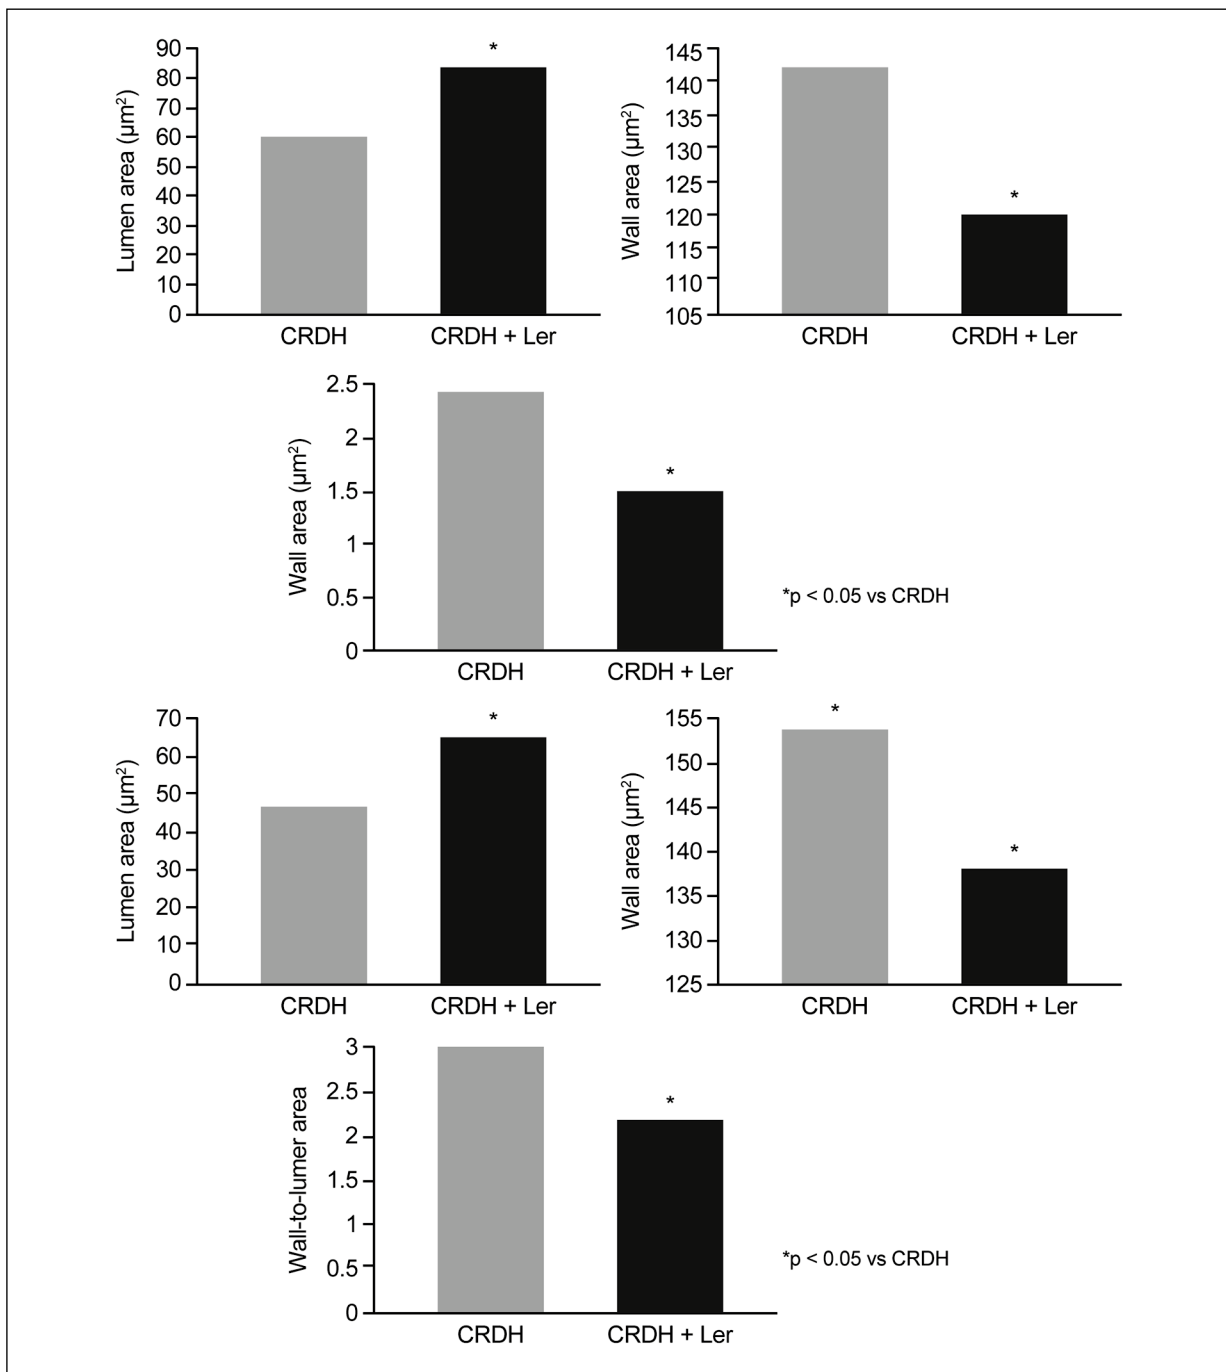 *
Lumen area (µm²)
90
80
70
60
50
40
30
20
10
0
CRDH
CRDH + Ler
Wall area (µm²)
145
140
135
130
125
120
115
110
105
*
CRDH
CRDH + Ler
Wall area (µm²)
2.5
2
1.5
1
0.5
0
*
CRDH
CRDH + Ler
*p < 0.05 vs CRDH
*
Lumen area (µm²)
70
60
50
40
30
20
10
0
CRDH
CRDH + Ler
*
Wall area (µm²)
155
150
145
140
135
130
125
*
CRDH
CRDH + Ler
Wall-to-lumer area
3
2.5
2
1.5
1
0.5
0
*
CRDH
CRDH + Ler
*p < 0.05 vs CRDH